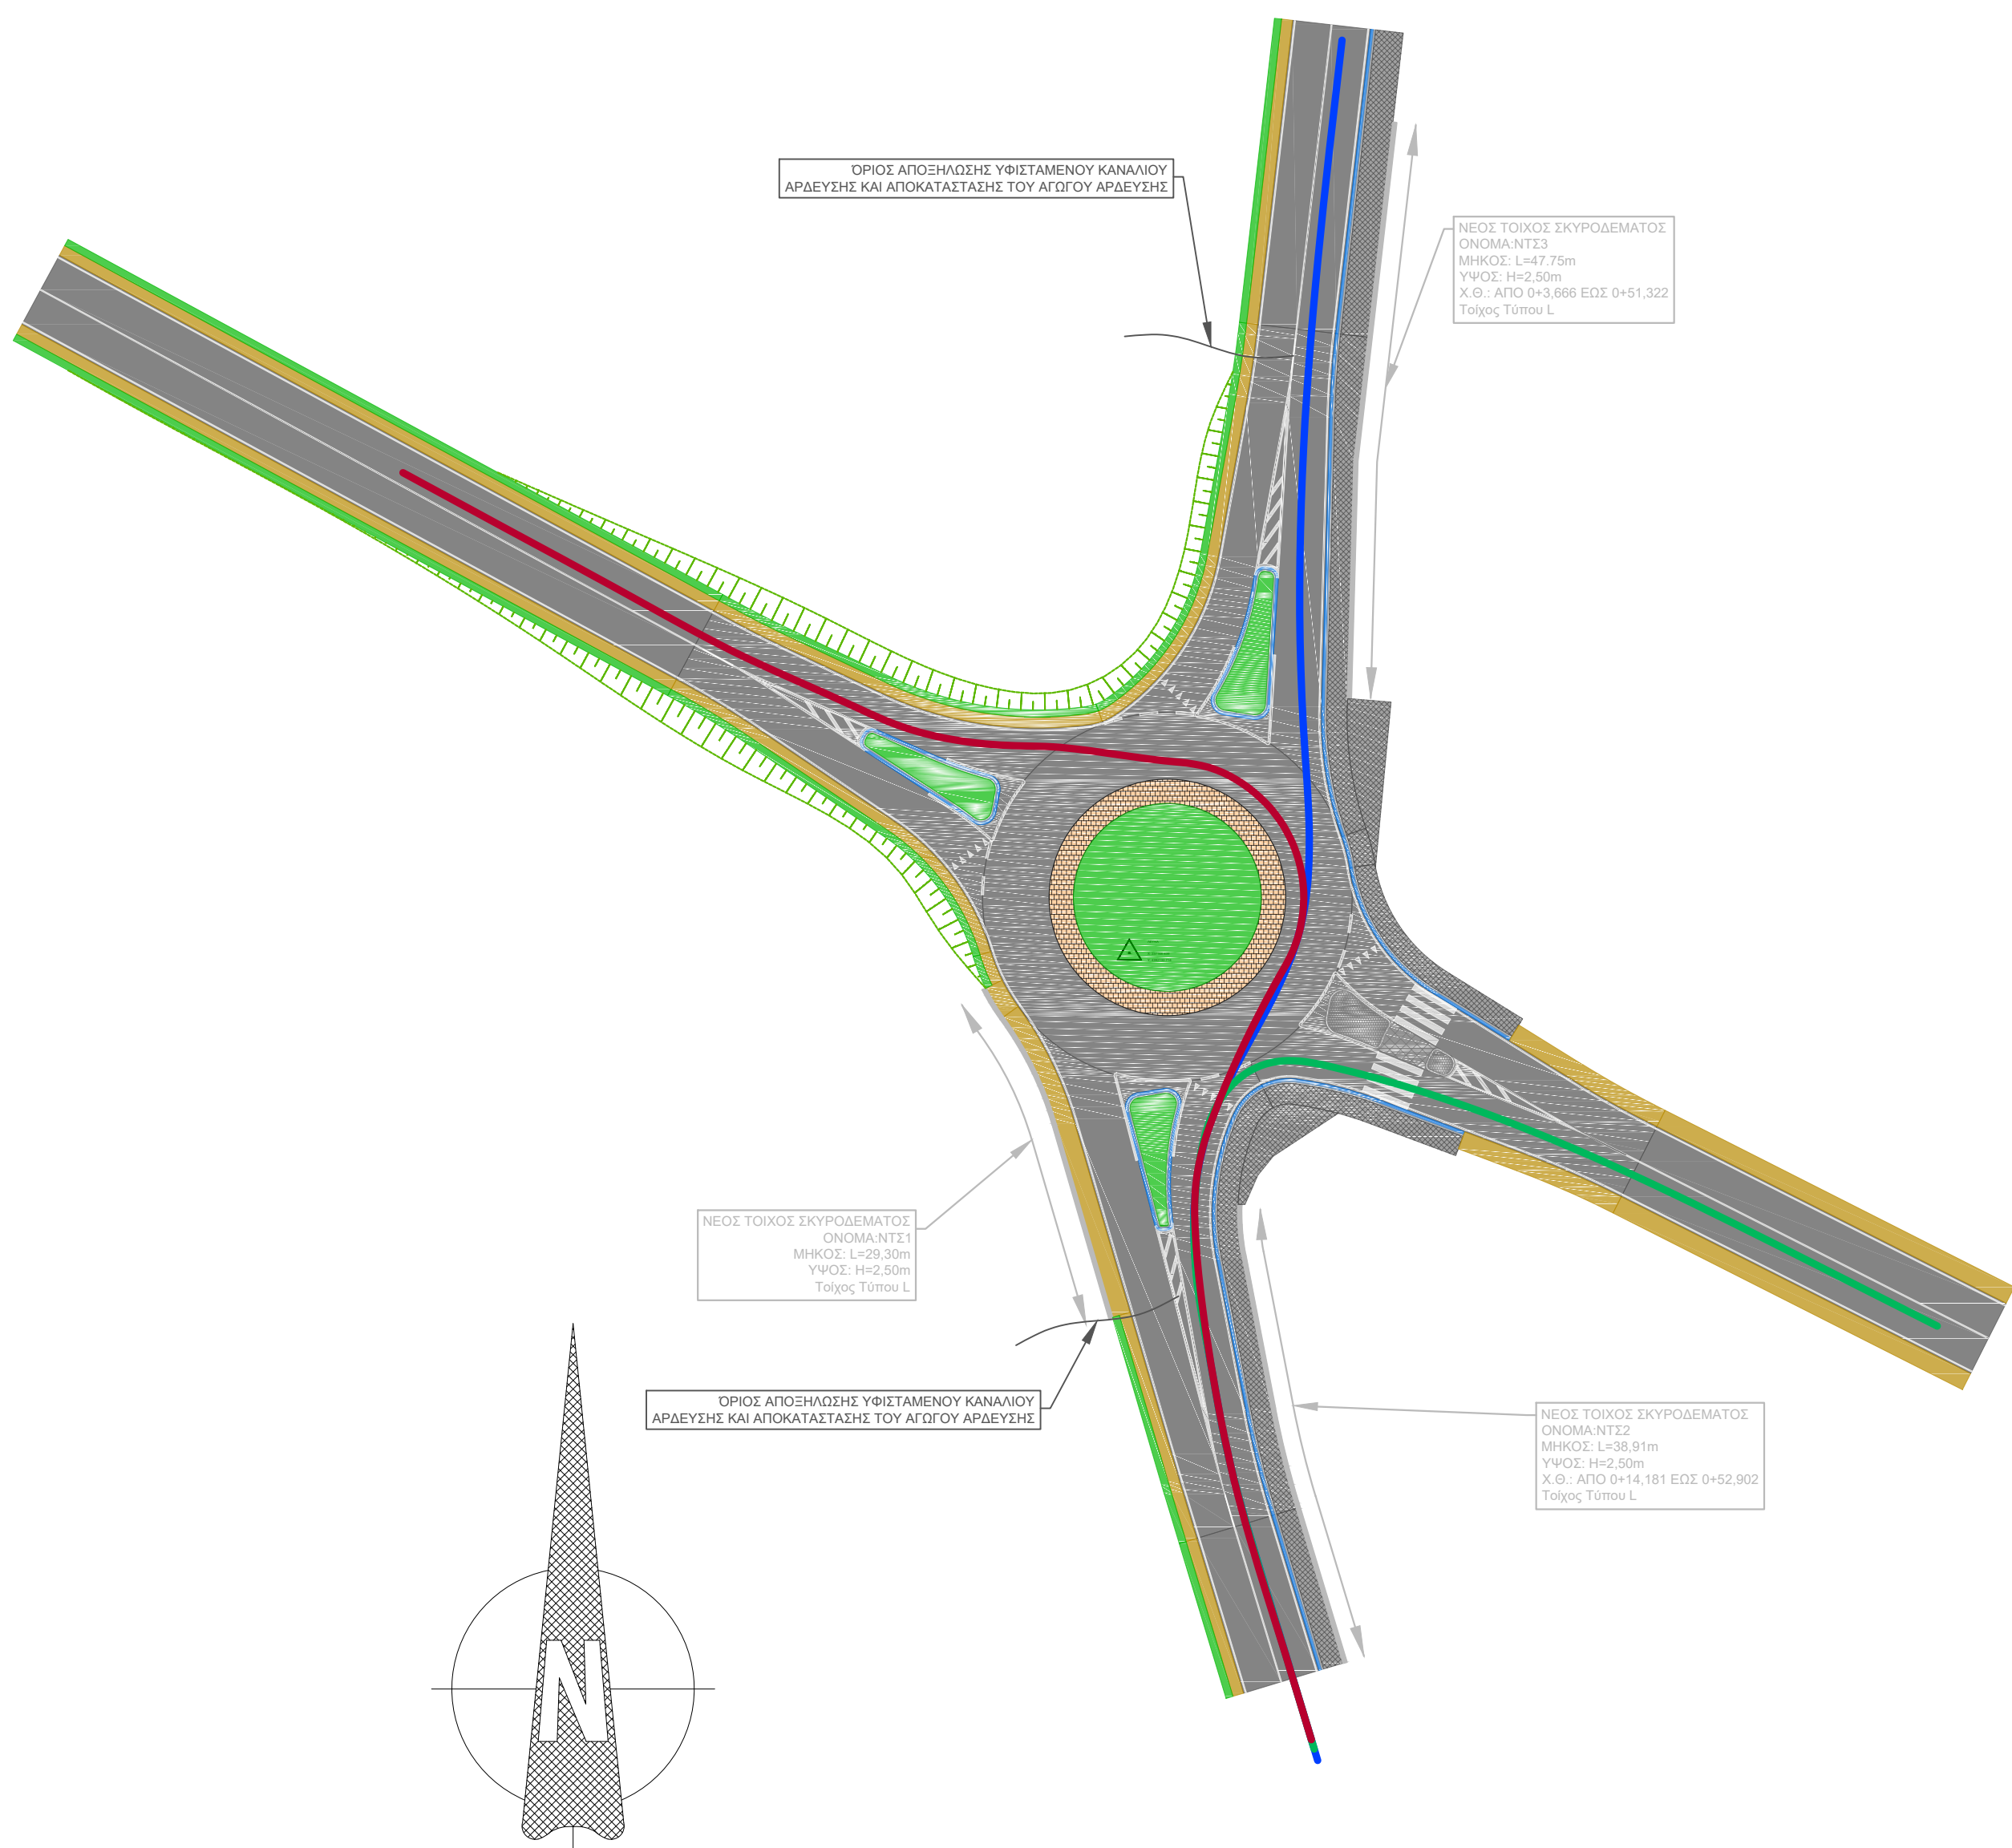 ΌΡΙΟΣ ΑΠΟΞΗΛΩΣΗΣ ΥΦΙΣΤΑΜΕΝΟΥ ΚΑΝΑΛΙΟΥ
ΑΡΔΕΥΣΗΣ ΚΑΙ ΑΠΟΚΑΤΑΣΤΑΣΗΣ ΤΟΥ ΑΓΩΓΟΥ ΑΡΔΕΥΣΗΣ
ΝΕΟΣ ΤΟΙΧΟΣ ΣΚΥΡΟΔΕΜΑΤΟΣ
ΟΝΟΜΑ:ΝΤΣ3
ΜΗΚΟΣ: L=47.75m
ΥΨΟΣ: H=2,50m
Χ.Θ.: ΑΠΟ 0+3,666 ΕΩΣ 0+51,322
Τοίχος Τύπου L
ΝΕΟΣ ΤΟΙΧΟΣ ΣΚΥΡΟΔΕΜΑΤΟΣ
ΟΝΟΜΑ:ΝΤΣ1
ΜΗΚΟΣ: L=29,30m
ΥΨΟΣ: H=2,50m
Τοίχος Τύπου L
ΌΡΙΟΣ ΑΠΟΞΗΛΩΣΗΣ ΥΦΙΣΤΑΜΕΝΟΥ ΚΑΝΑΛΙΟΥ
ΑΡΔΕΥΣΗΣ ΚΑΙ ΑΠΟΚΑΤΑΣΤΑΣΗΣ ΤΟΥ ΑΓΩΓΟΥ ΑΡΔΕΥΣΗΣ
ΝΕΟΣ ΤΟΙΧΟΣ ΣΚΥΡΟΔΕΜΑΤΟΣ
ΟΝΟΜΑ:ΝΤΣ2
ΜΗΚΟΣ: L=38,91m
ΥΨΟΣ: H=2,50m
Χ.Θ.: ΑΠΟ 0+14,181 ΕΩΣ 0+52,902
Τοίχος Τύπου L
N